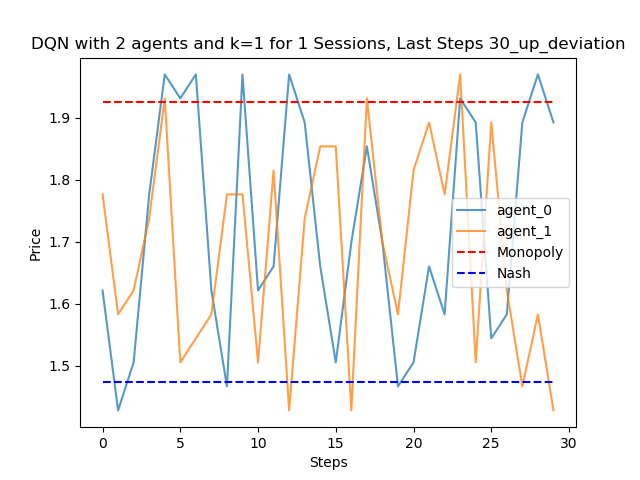 DQN with 2 agents and k=1 for 1 Sessions, Last Steps 30_up_deviation
Price
1.9
1.8
1.7
1.6
1.5
agent_0
agent_1
Monopoly
Nash
0
5
10
15
20
25
30
Steps